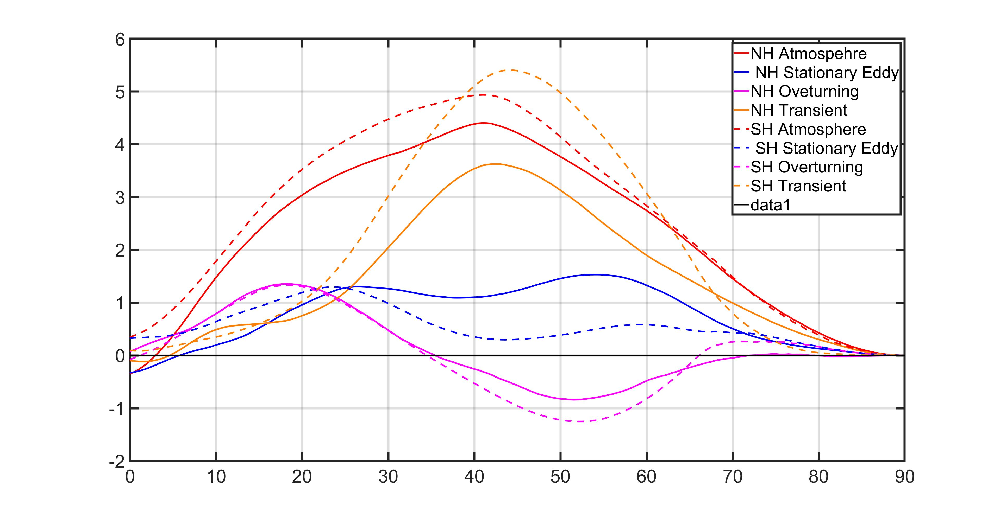 6
5
4
3
2
1
0
-1
-2
0 10 20 30 40 50 60 70 80 90
NH Atmospehre
NH Stationary Eddy
NH Oveturning
NH Transient
SH Atmosphere
SH Stationary Eddy
SH Overturning
SH Transient
data1